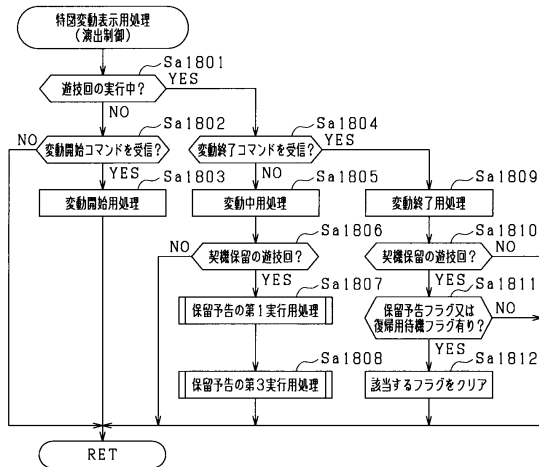 特図変動表示用処理
(演出制御)
Sa1801
遊技回の実行中?
YES
NO
Sa1802
Sa1804
NO
変動開始コマンドを受信?
変動終了コマンドを受信?
YES
YES
Sa1803
NO
Sa1805
Sa1809
変動開始用処理
変動中用処理
変動終了用処理
Sa1806
Sa1810
NO
契機保留の遊技回?
契機保留の遊技回?
NO
YES
Sa1807
YES
Sa1811
保留予告の第1実行用処理
保留予告フラグ又は
復帰用待機フラグ有り?
NO
Sa1808
YES
Sa1812
保留予告の第3実行用処理
該当するフラグをクリア
RET